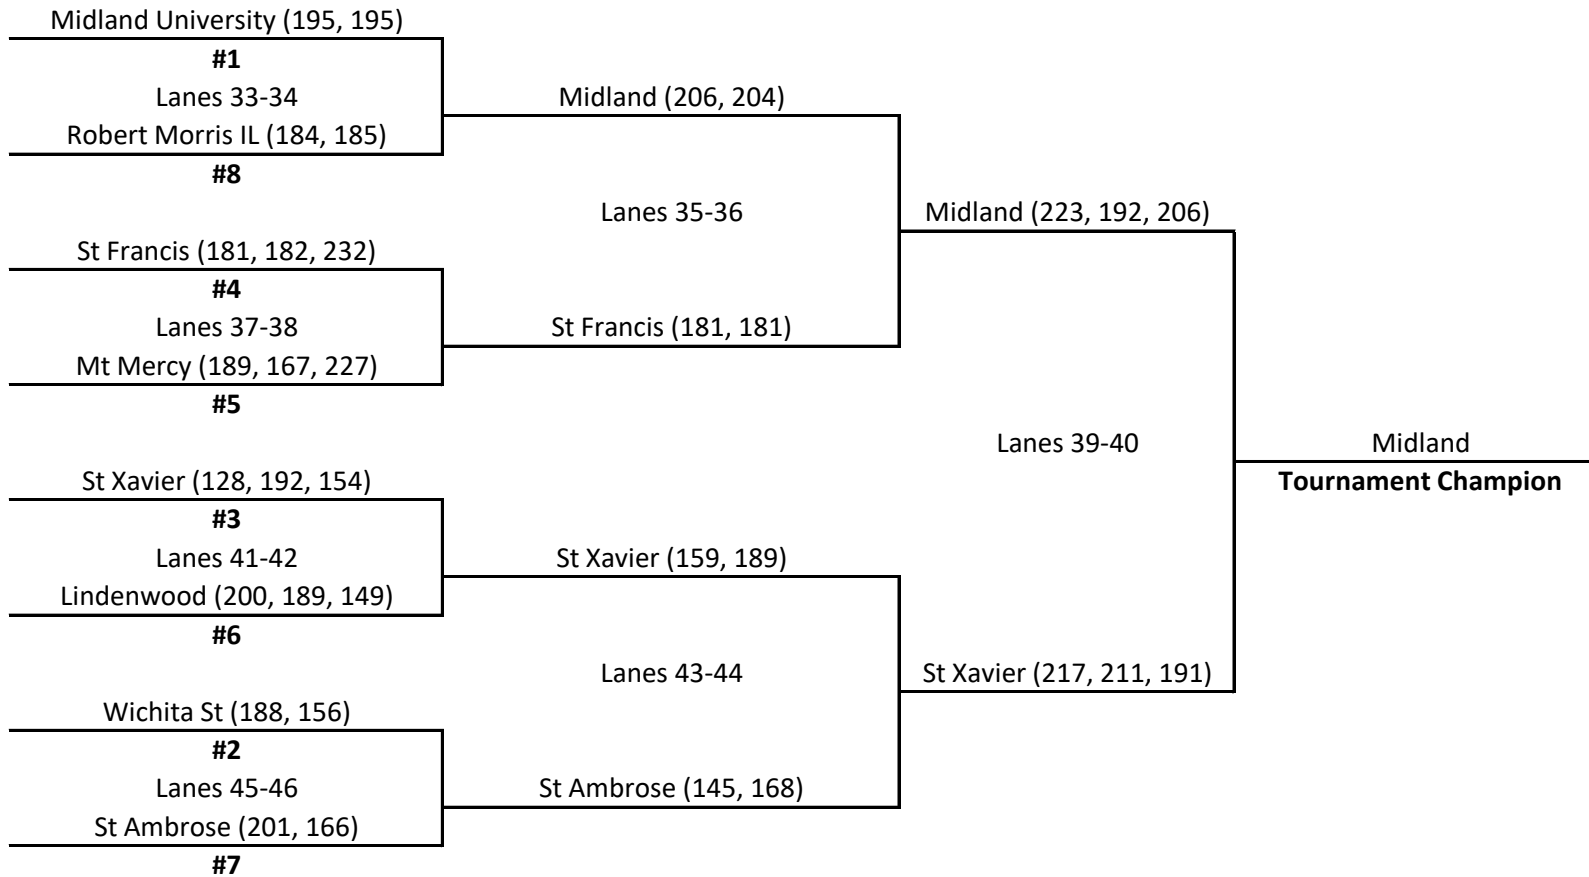 Midland University (195, 195)
#1
Lanes 33-34
Robert Morris IL (184, 185)
#8
St Francis (181, 182, 232)
#4
Lanes 37-38
Mt Mercy (189, 167, 227)
#5
St Xavier (128, 192, 154)
#3
Lanes 41-42
Lindenwood (200, 189, 149)
#6
Wichita St (188, 156)
#2
Lanes 45-46
St Ambrose (201, 166)
#7
Midland (206, 204)
Lanes 35-36
St Francis (181, 181)
St Xavier (159, 189)
Lanes 43-44
St Ambrose (145, 168)
Midland (223, 192, 206)
Lanes 39-40
St Xavier (217, 211, 191)
Midland
Tournament Champion